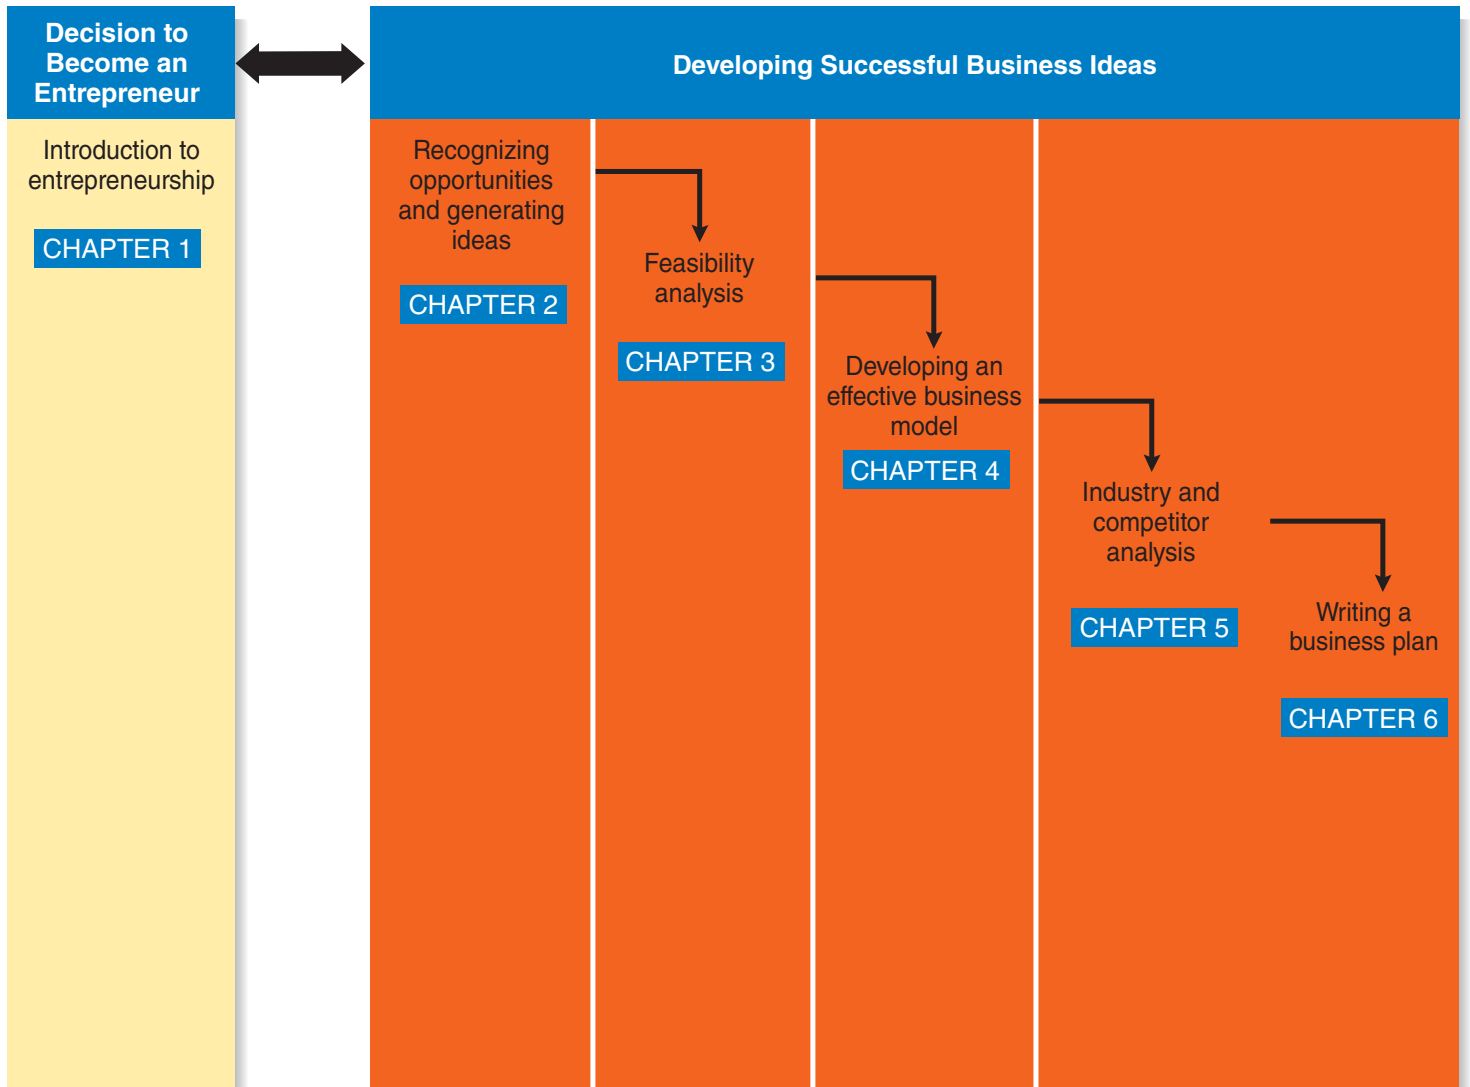 Decision to
Become an
Entrepreneur
Developing Successful Business Ideas
Introduction to
entrepreneurship
CHAPTER 1
Recognizing
opportunities
and generating
ideas
CHAPTER 2
Feasibility
analysis
CHAPTER 3
Developing an
effective business
model
CHAPTER 4
Industry and
competitor
analysis
CHAPTER 5
Writing a
business plan
CHAPTER 6